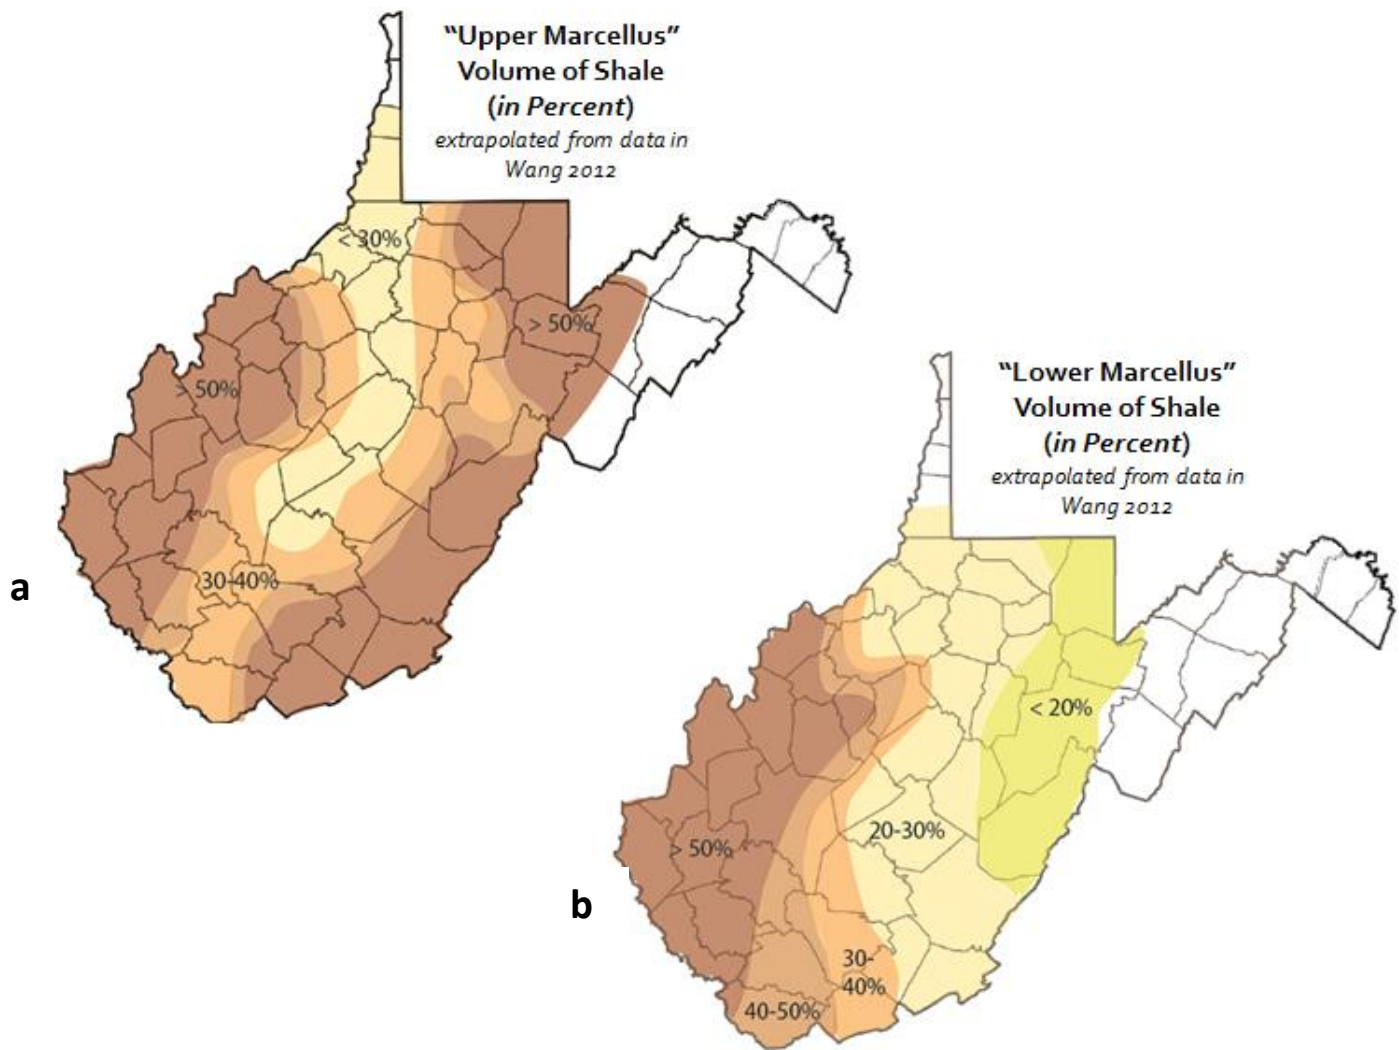 “Upper Marcellus”
Volume of Shale
(in Percent)
extrapolated from data in
Wang 2012
< 30%
> 50%
> 50%
30-40%
a
“Lower Marcellus”
Volume of Shale
(in Percent)
extrapolated from data in
Wang 2012
< 20%
20-30%
> 50%
b
30-
40%
40-50%